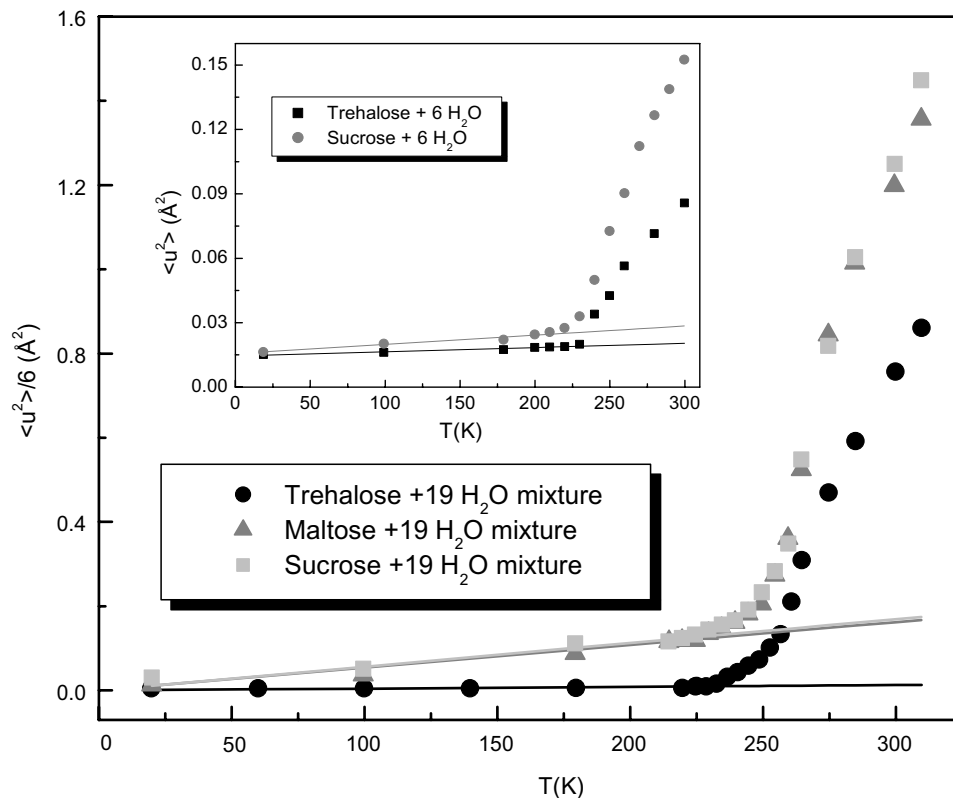 1.6
1.2
0.8
0.4
0.0
<u²>/6 (Å²)
0.15
0.12
0.09
0.06
0.03
0.00
<u²> (Å²)
Trehalose + 6 H₂O
Sucrose + 6 H₂O
0 50 100 150 200 250 300
T(K)
Trehalose +19 H₂O mixture
Maltose +19 H₂O mixture
Sucrose +19 H₂O mixture
0 50 100 150 200 250 300
T(K)